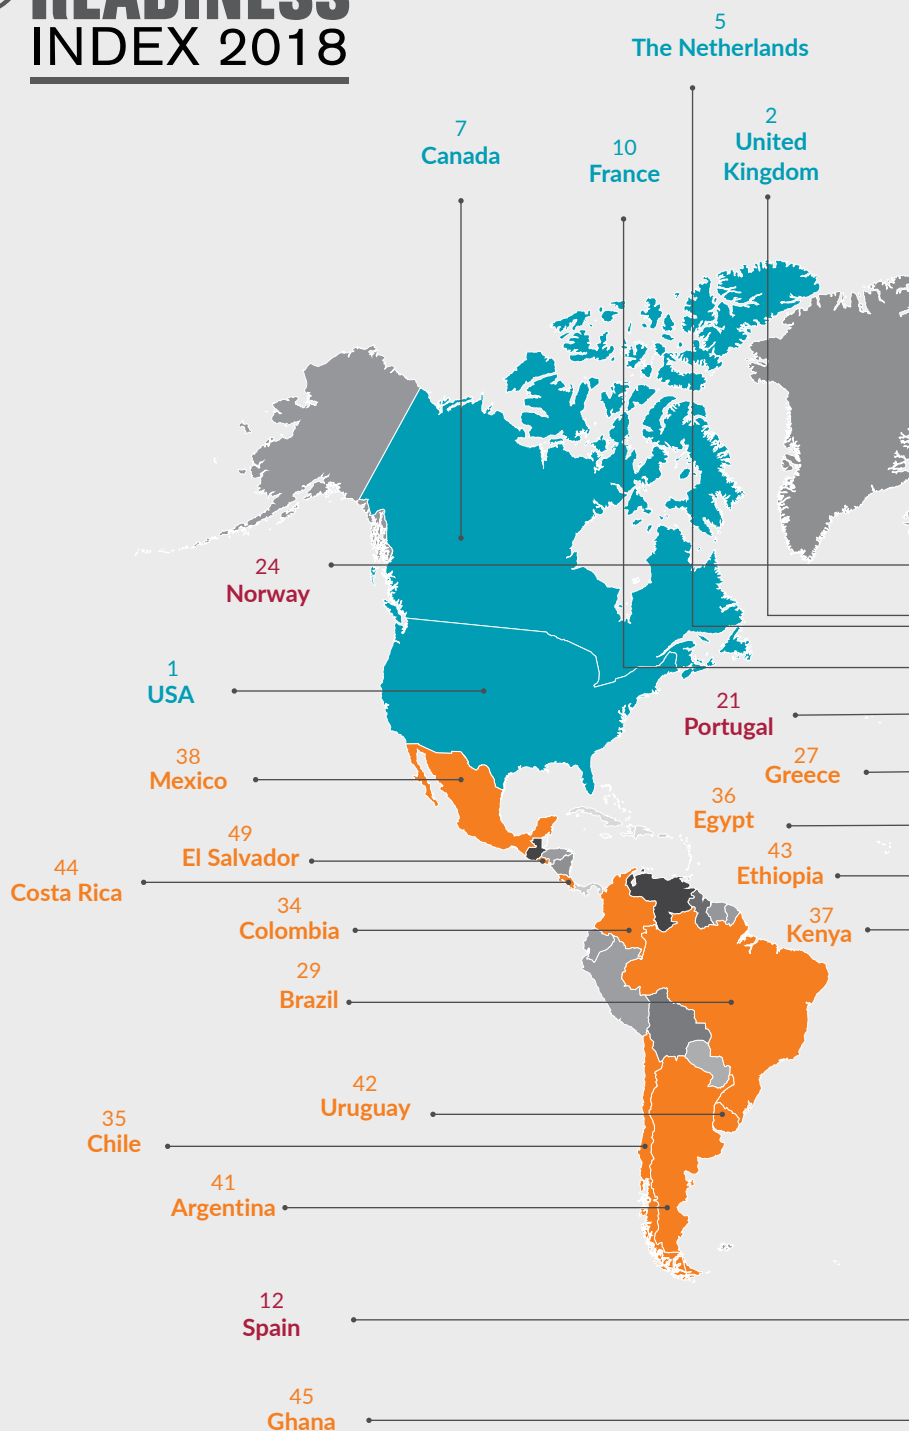 READINESS
INDEX 2018
5
The Netherlands
2
United
Kingdom
7
Canada
10
France
24
Norway
1
USA
21
Portugal
38
Mexico
27
Greece
36
Egypt
49
El Salvador
43
Ethiopia
44
Costa Rica
34
Colombia
37
Kenya
29
Brazil
42
Uruguay
35
Chile
41
Argentina
12
Spain
45
Ghana